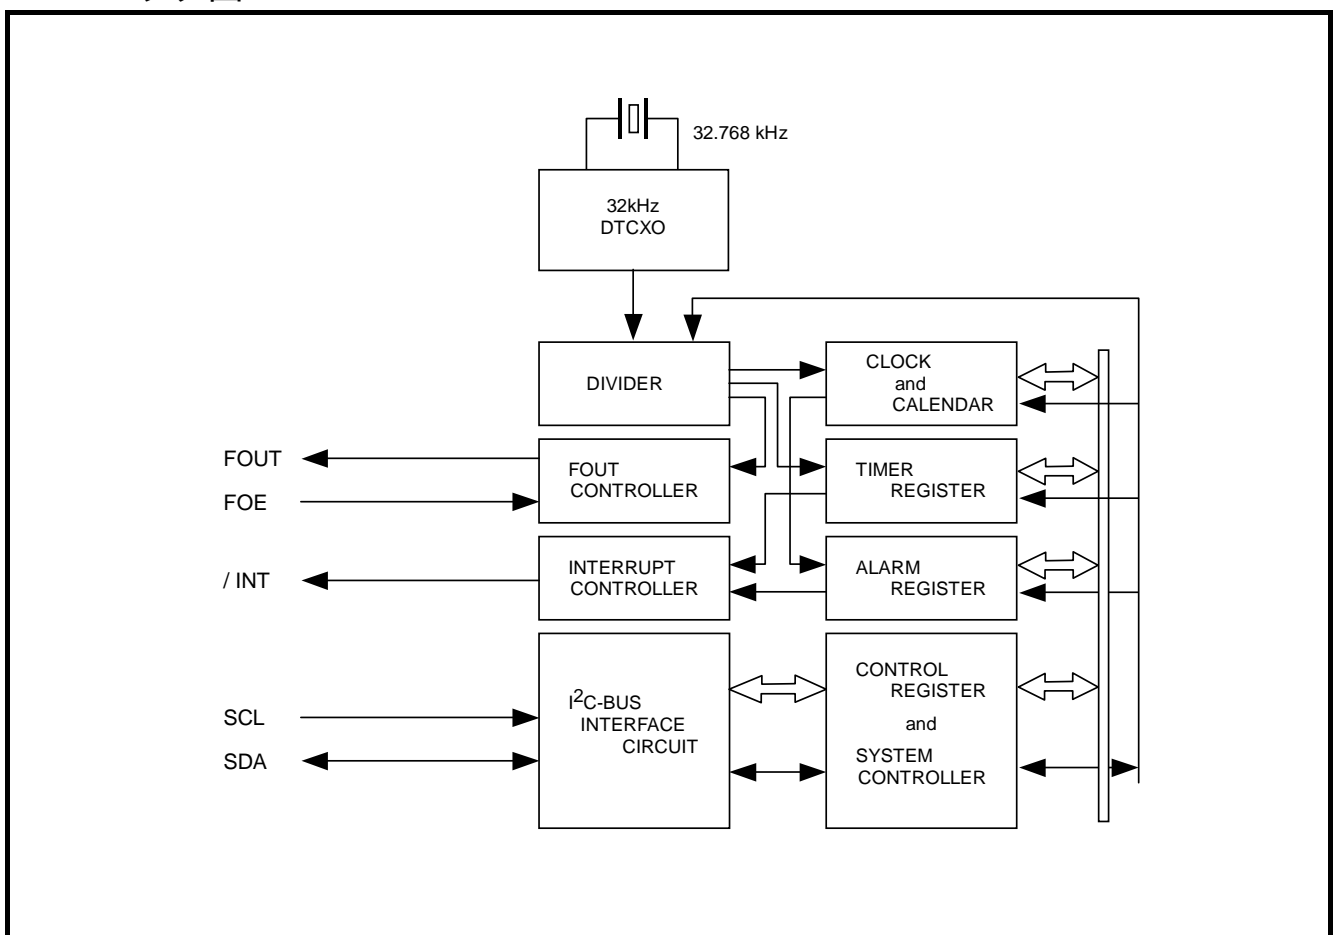 32.768 kHz
32kHz
DTCXO
DIVIDER
CLOCK
and
CALENDAR
FOUT
FOE
FOUT
CONTROLLER
TIMER
REGISTER
/ INT
INTERRUPT
CONTROLLER
ALARM
REGISTER
SCL
SDA
I²C-BUS
INTERFACE
CIRCUIT
CONTROL
REGISTER
and
SYSTEM
CONTROLLER